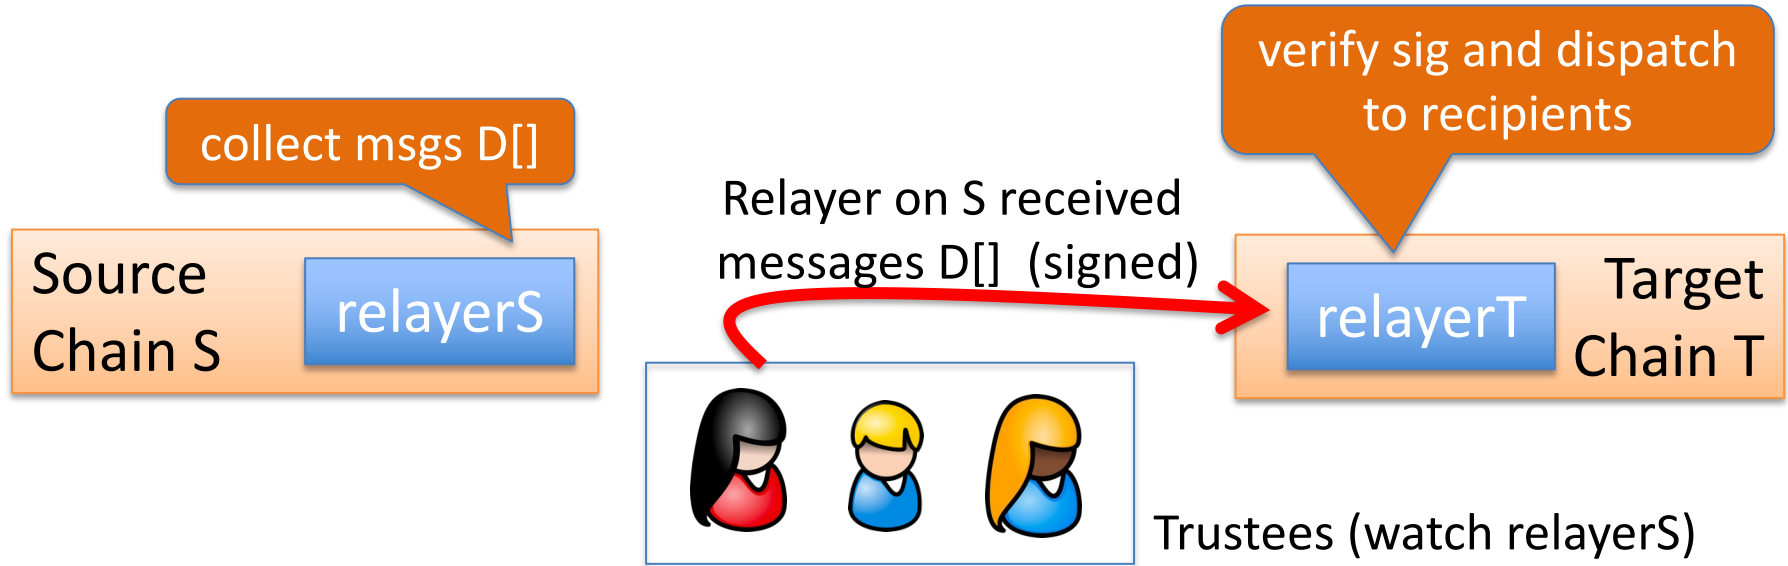 collect msgs D[]
Source
Chain S
relayerS
Relayer on S received
messages D[]  (signed)
verify sig and dispatch
to recipients
relayerT
Target
Chain T
Trustees (watch relayerS)